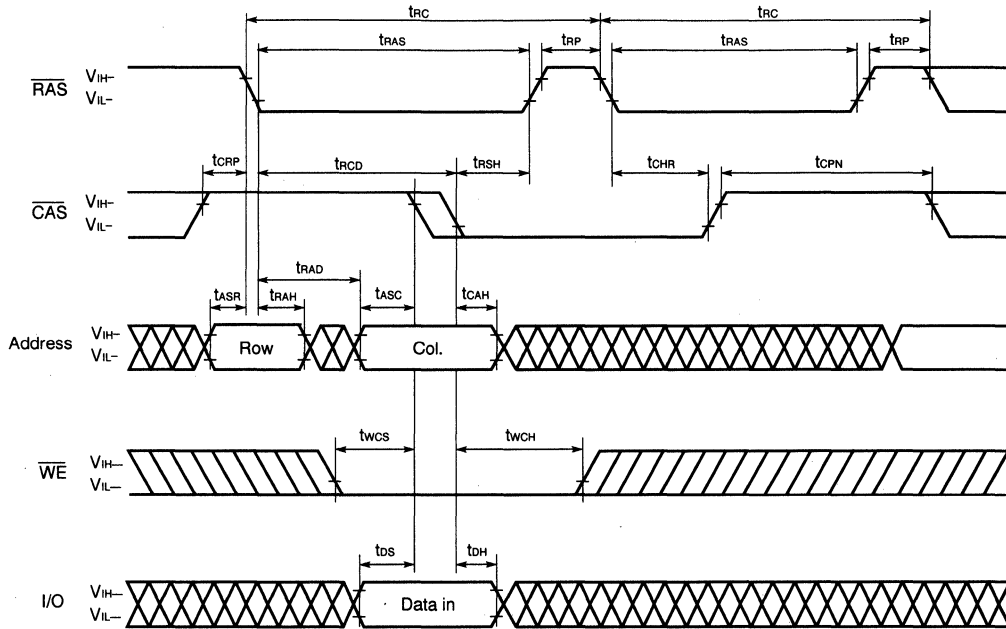 tRC tRC
tRAS tRP tRAS tRP
RAS VIH–
VIL–
tCRP tRCD tRSH tCHR tCPN
CAS VIH–
VIL–
tRAD
tASR tRAH tASC tCAH
Address VIH–
VIL–
Row Col.
tWCS tWCH
WE VIH—
VIL—
tDS tDH
I/O VIH—
VIL—
Data in